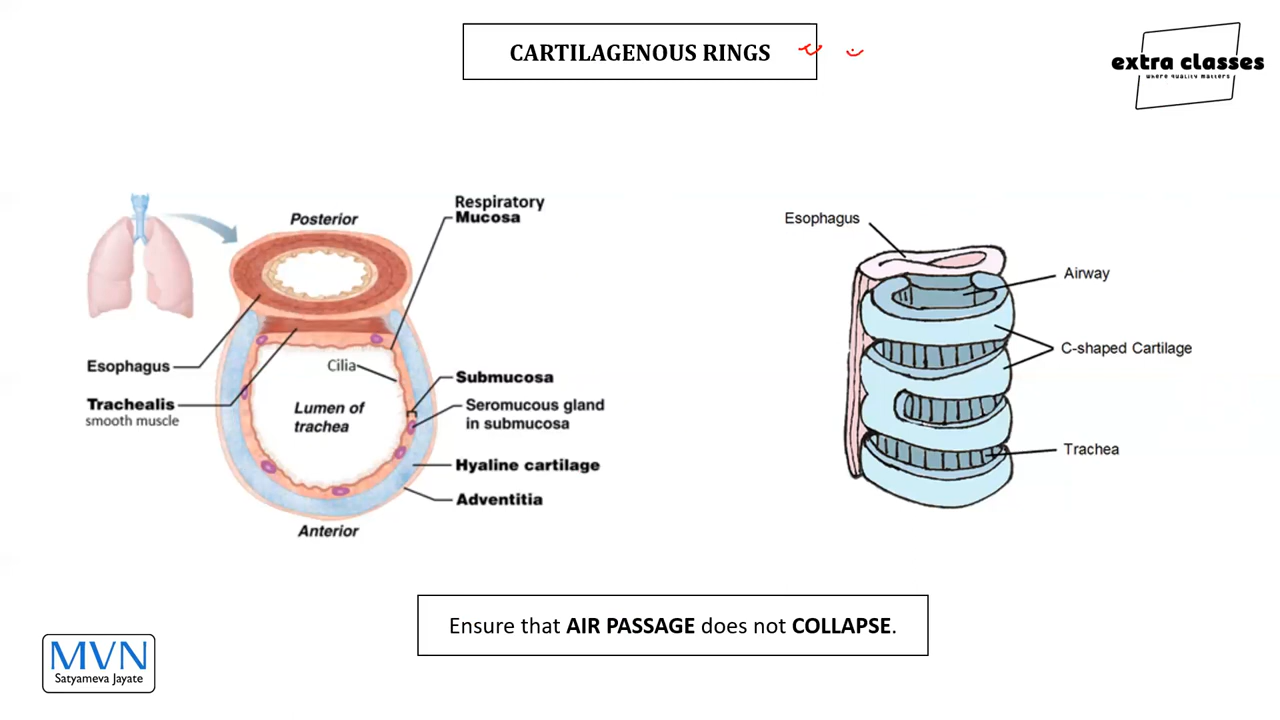 CARTILAGENOUS RINGS
extra classes
where quality matters
Posterior
Respiratory
Mucosa
Esophagus
Trachealis
smooth muscle
Cilia
Lumen of
trachea
Submucosa
Seromucous gland
in submucosa
Hyaline cartilage
Adventitia
Anterior
Esophagus
Airway
C-shaped Cartilage
Trachea
Ensure that AIR PASSAGE does not COLLAPSE.
MVN
Satyameva Jayate